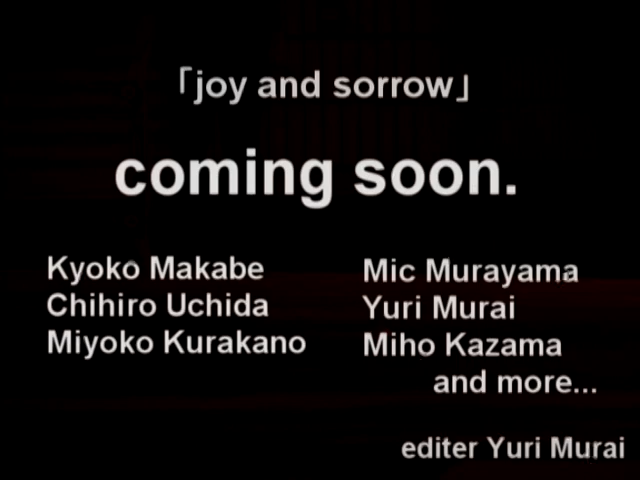 「joy and sorrow」
coming soon.
Kyoko Makabe
Chihiro Uchida
Miyoko Kurakano
Mic Murayama
Yuri Murai
Miho Kazama
and more...
editer Yuri Murai